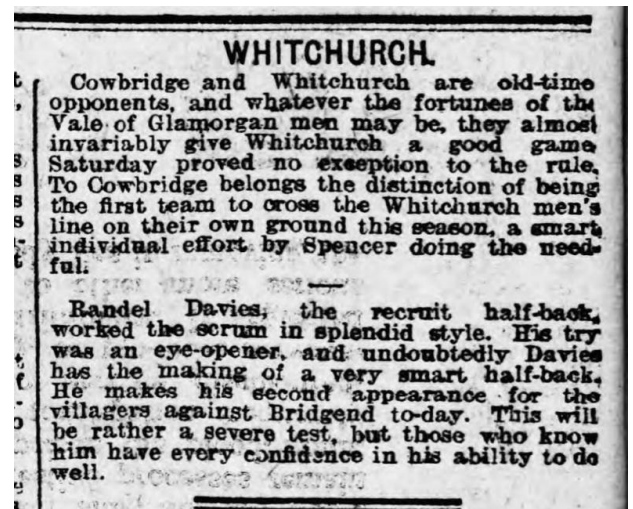 WHITCHURCH.
Cowbridge and Whitchurch are old-time
opponents, and whatever the fortunes of the
Vale of Glamorgan men may be, they almost
invariably give Whitchurch a good game.
Saturday proved no exception to the rule.
To Cowbridge belongs the distinction of being
the first team to cross the Whitchurch men's
line on their own ground this season, a smart
individual effort by Spencer doing the need-
ful.
Randel Davies, the recruit half-back,
worked the scrum in splendid style. His try
was an eye-opener, and undoubtedly Davies
has the making of a very smart half-back.
He makes his second appearance for the
villagers against Bridgend to-day. This will
be rather a severe test, but those who know
him have every confidence in his ability to do
well.